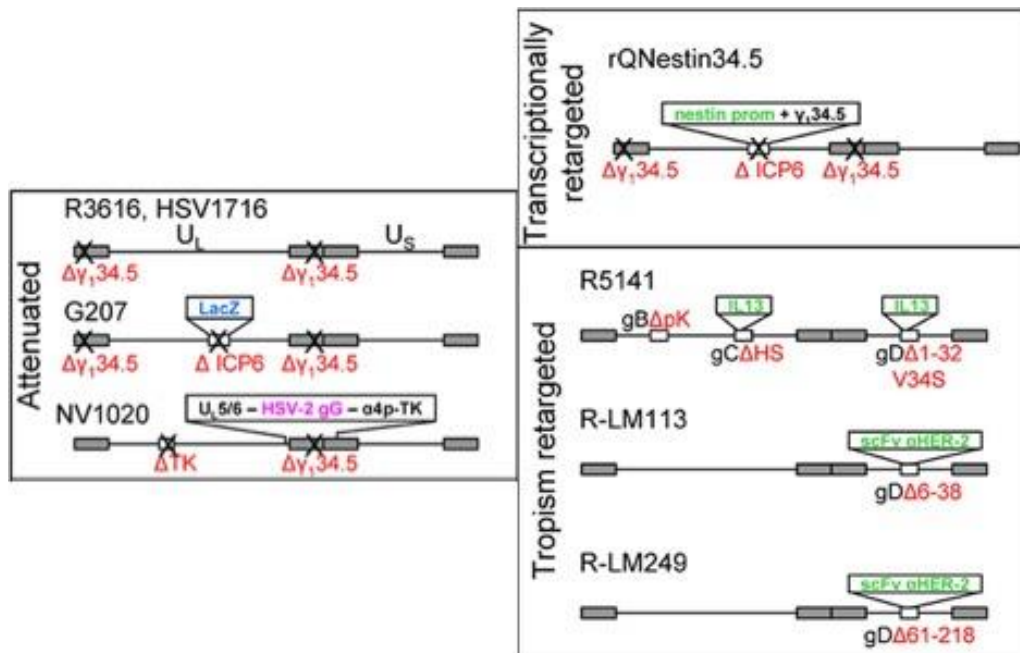 Attenuated
R3616, HSV1716
U_L U_S
Δγ₁34.5 Δγ₁34.5
G207
LacZ
Δγ₁34.5 Δ ICP6 Δγ₁34.5
NV1020
U_L5/6 – HSV-2 gG – α4p-TK
ΔTK Δγ₁34.5
Transcriptionally
retargeted
rQNestin34.5
nestin prom + γ₁34.5
Δγ₁34.5 Δ ICP6 Δγ₁34.5
Tropism retargeted
R5141
IL13 IL13
gBΔpK
gCΔHS gDΔ1-32
V34S
R-LM113
scFv αHER-2
gDΔ6-38
R-LM249
scFv αHER-2
gDΔ61-218